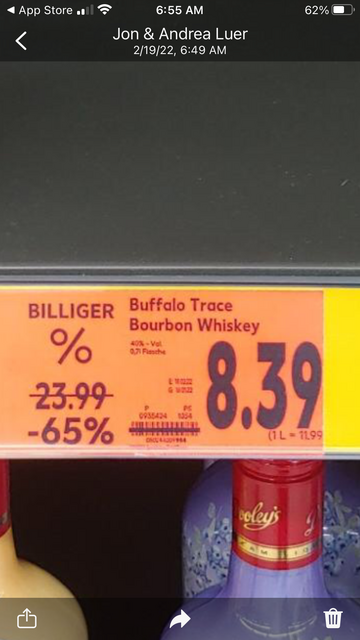 App Store
6:55 AM
62%
Jon & Andrea Luer
2/19/22, 6:49 AM
BILLIGER
%
23.99
-65%
Buffalo Trace
Bourbon Whiskey
40% - Vol.
0,7l Flasche
8.39
(1 L = 11,99
ooley's